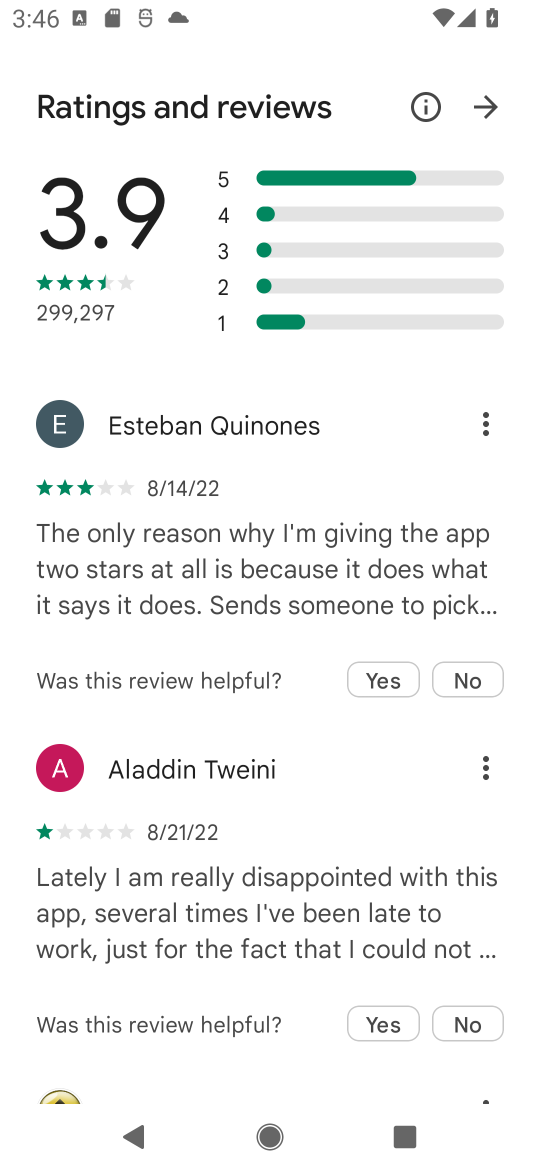 3:46
Ratings and reviews
3.9
299,297
5
4
3
2
1
E
Esteban Quinones
8/14/22
The only reason why I'm giving the app
two stars at all is because it does what
it says it does. Sends someone to pick...
Was this review helpful?
Yes
No
A
Aladdin Tweini
8/21/22
Lately I am really disappointed with this
app, several times I've been late to
work, just for the fact that I could not ...
Was this review helpful?
Yes
No